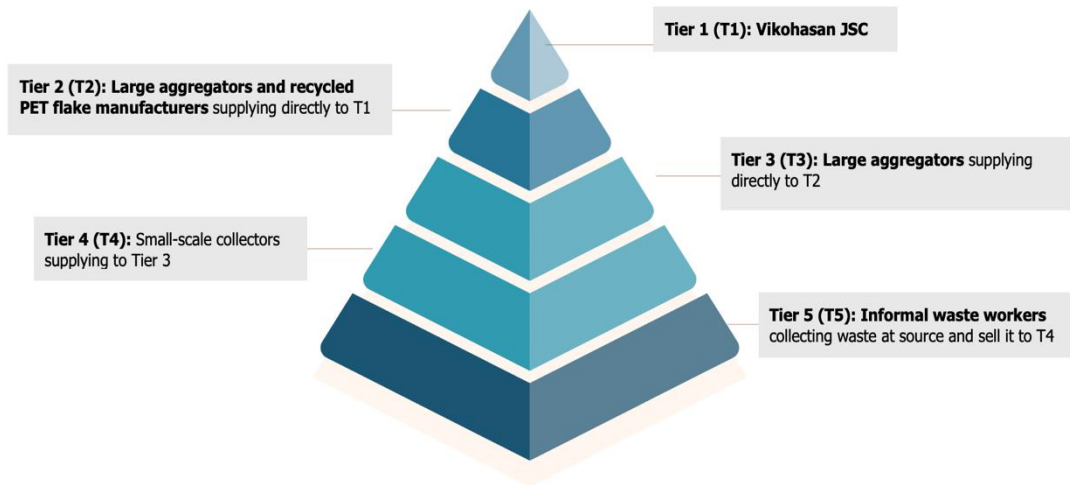 Tier 1 (T1): Vikohasan JSC
Tier 2 (T2): Large aggregators and recycled
PET flake manufacturers supplying directly to T1
Tier 3 (T3): Large aggregators supplying
directly to T2
Tier 4 (T4): Small-scale collectors
supplying to Tier 3
Tier 5 (T5): Informal waste workers
collecting waste at source and sell it to T4